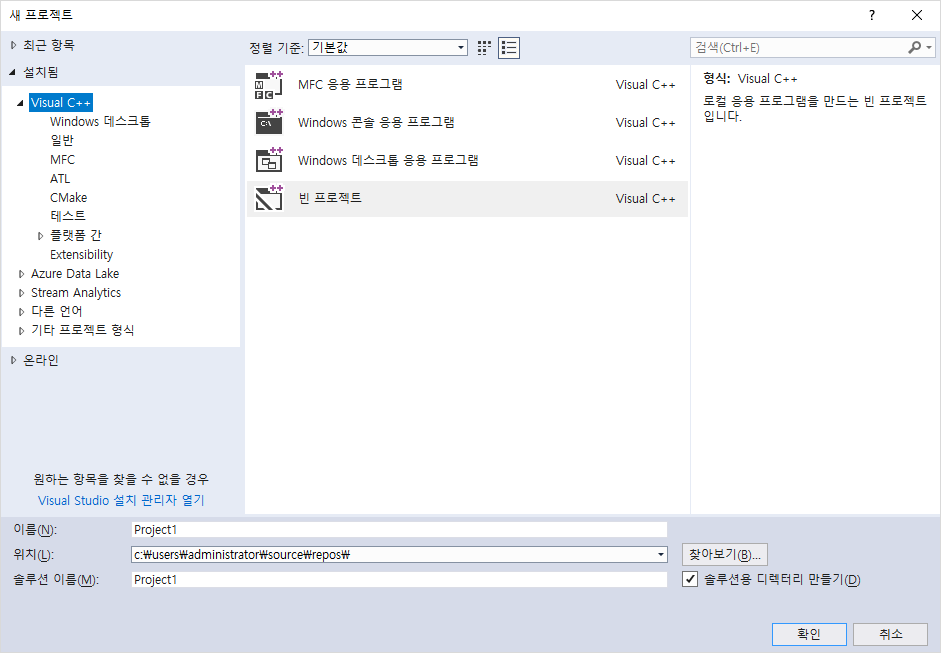 새 프로젝트
?
최근 항목
설치됨
Visual C++
Windows 데스크톱
일반
MFC
ATL
CMake
테스트
플랫폼 간
Extensibility
Azure Data Lake
Stream Analytics
다른 언어
기타 프로젝트 형식
온라인
원하는 항목을 찾을 수 없을 경우
Visual Studio 설치 관리자 열기
정렬 기준: 기본값
MFC 응용 프로그램 Visual C++
Windows 콘솔 응용 프로그램 Visual C++
Windows 데스크톱 응용 프로그램 Visual C++
빈 프로젝트 Visual C++
검색(Ctrl+E)
형식: Visual C++
로컬 응용 프로그램을 만드는 빈 프로젝트
입니다.
이름(N): Project1
위치(L): c:₩users₩administrator₩source₩repos₩ 찾아보기(B)...
솔루션 이름(M): Project1 솔루션용 디렉터리 만들기(D)
확인 취소